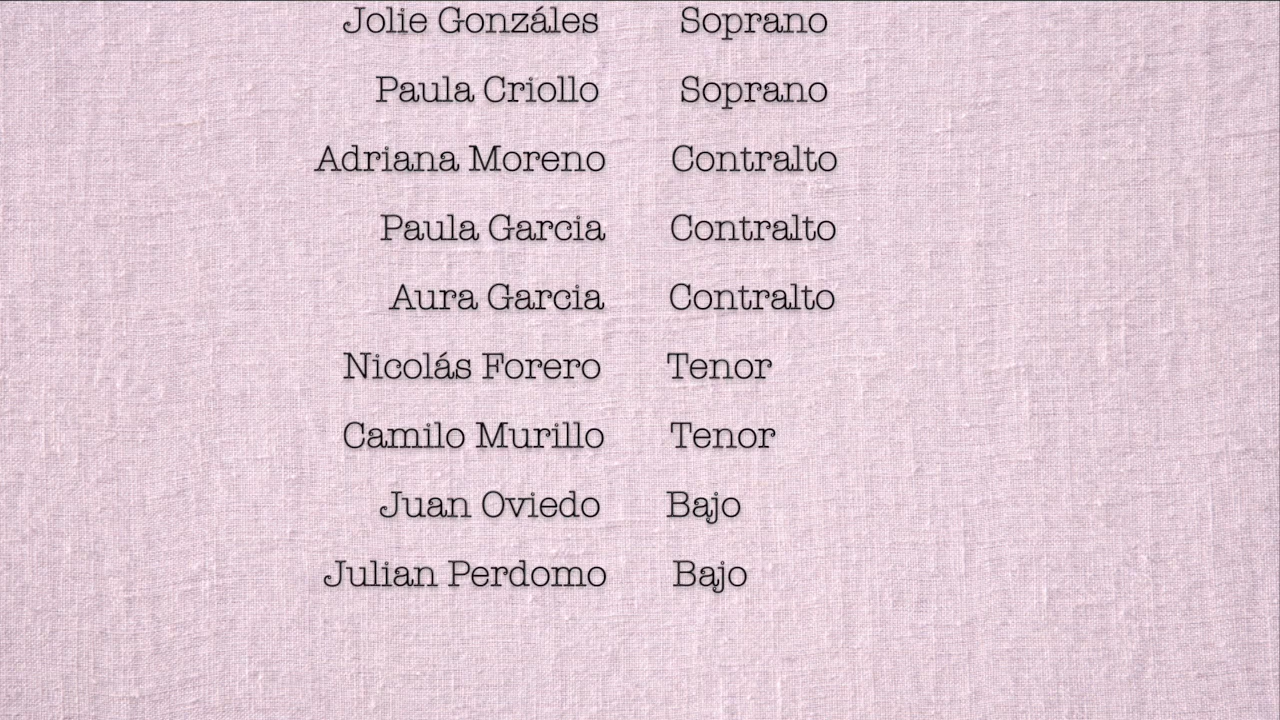 Jolie Gonzáles Soprano
Paula Criollo Soprano
Adriana Moreno Contralto
Paula Garcia Contralto
Aura Garcia Contralto
Nicolás Forero Tenor
Camilo Murillo Tenor
Juan Oviedo Bajo
Julian Perdomo Bajo